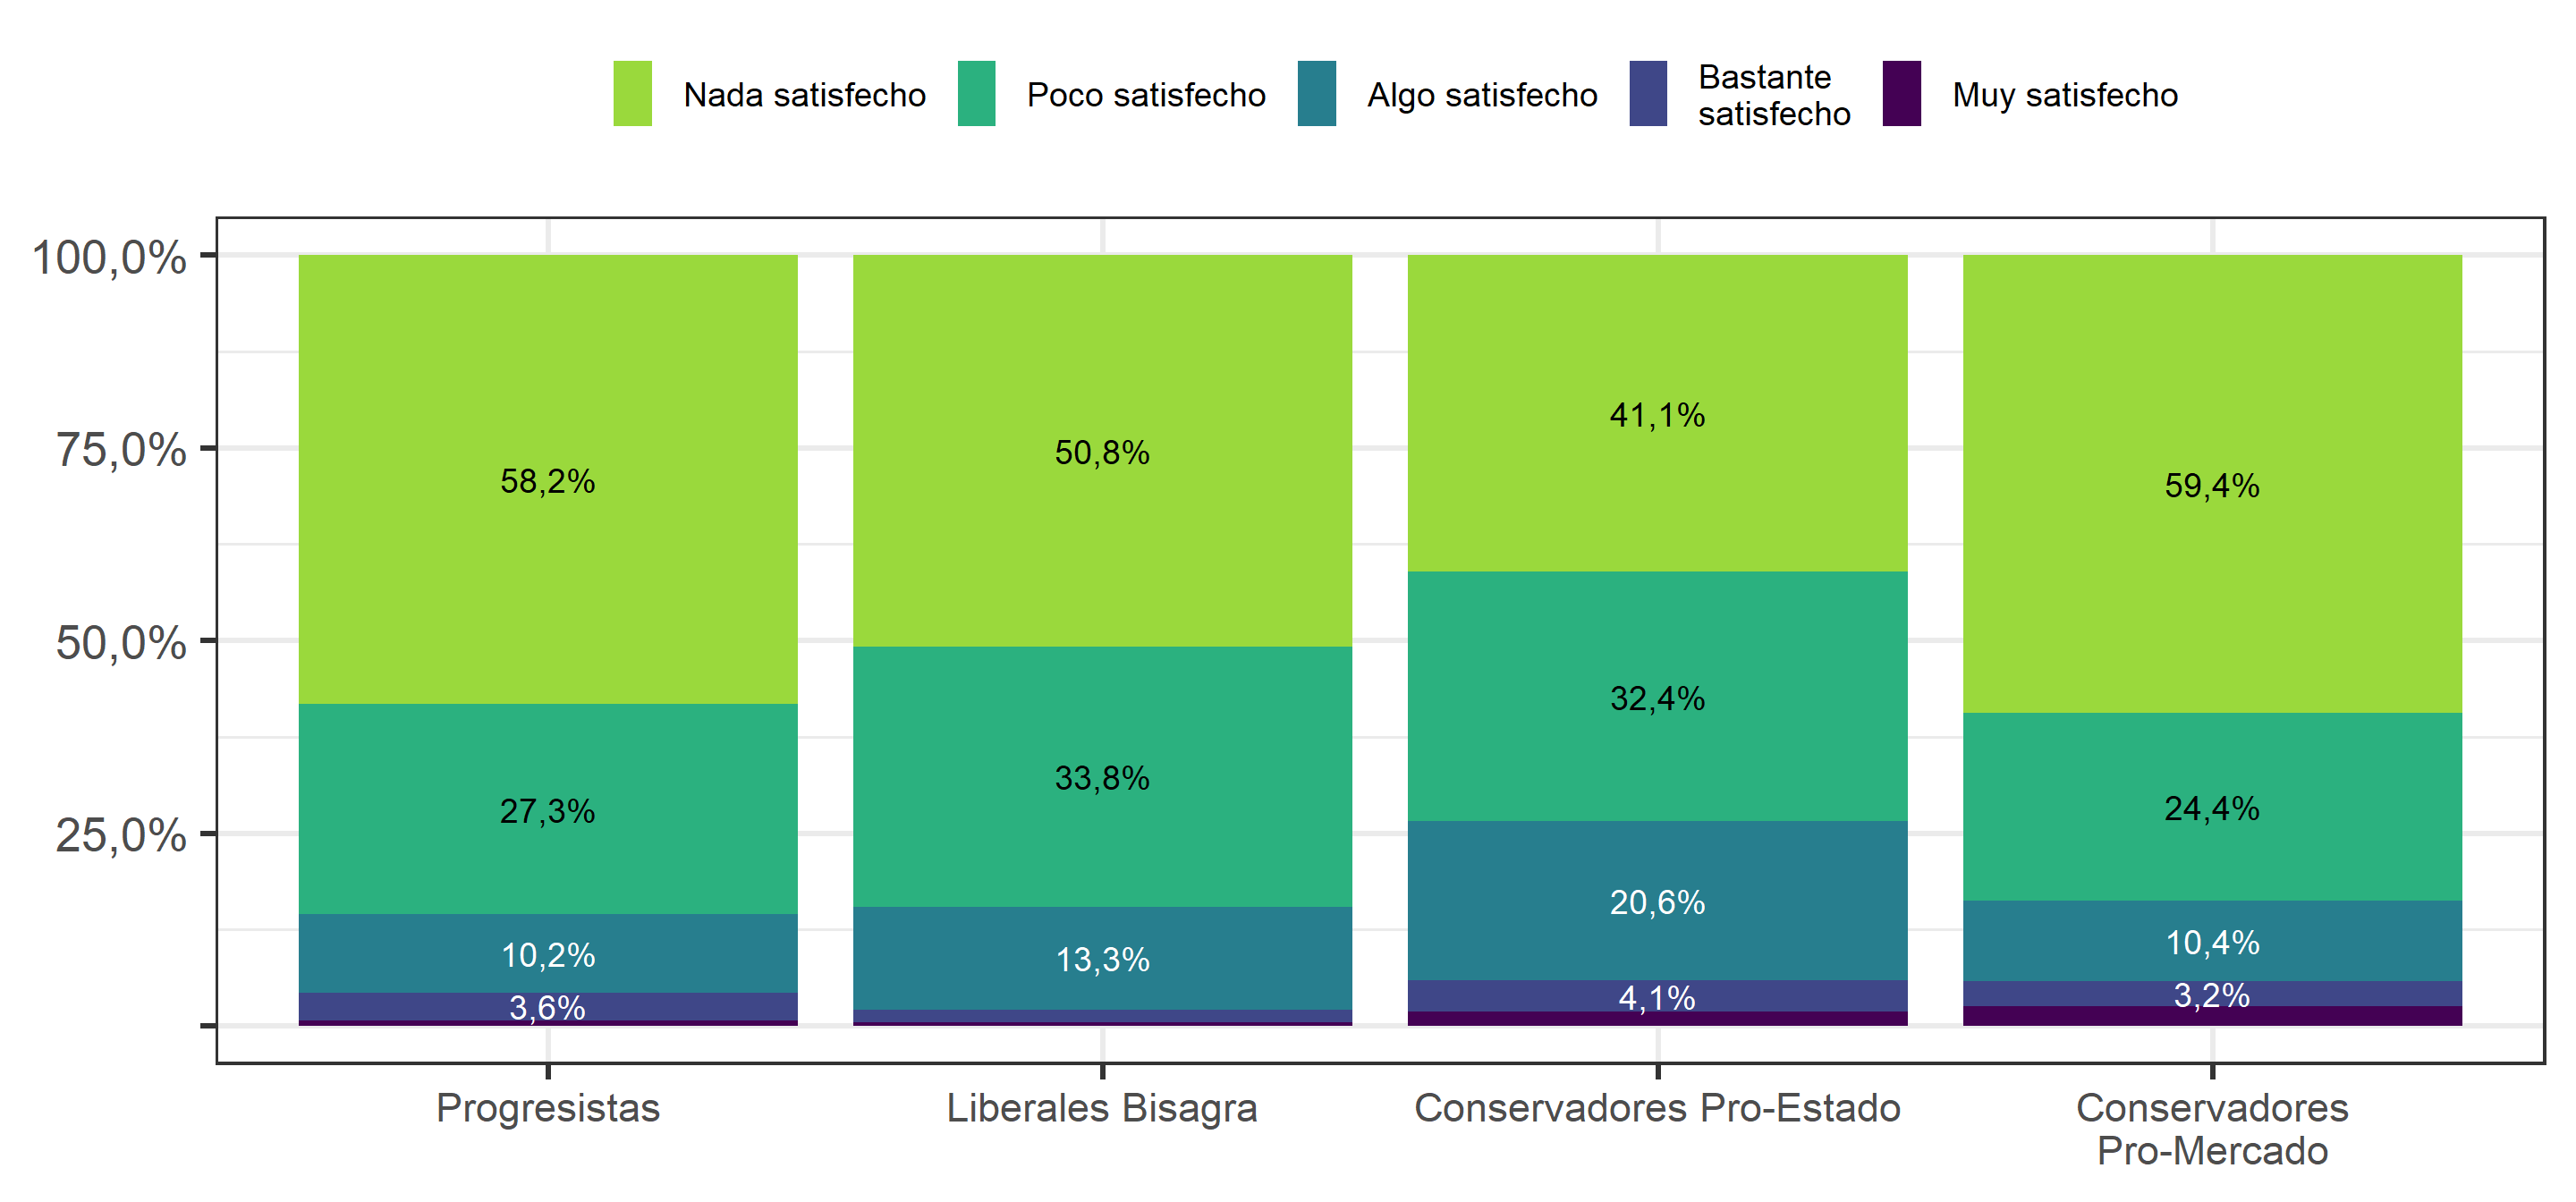 Nada satisfecho
Poco satisfecho
Algo satisfecho
Bastante
satisfecho
Muy satisfecho
100,0%
75,0%
50,0%
25,0%
58,2%
27,3%
10,2%
3,6%
50,8%
33,8%
13,3%
41,1%
32,4%
20,6%
4,1%
59,4%
24,4%
10,4%
3,2%
Progresistas
Liberales Bisagra
Conservadores Pro-Estado
Conservadores
Pro-Mercado